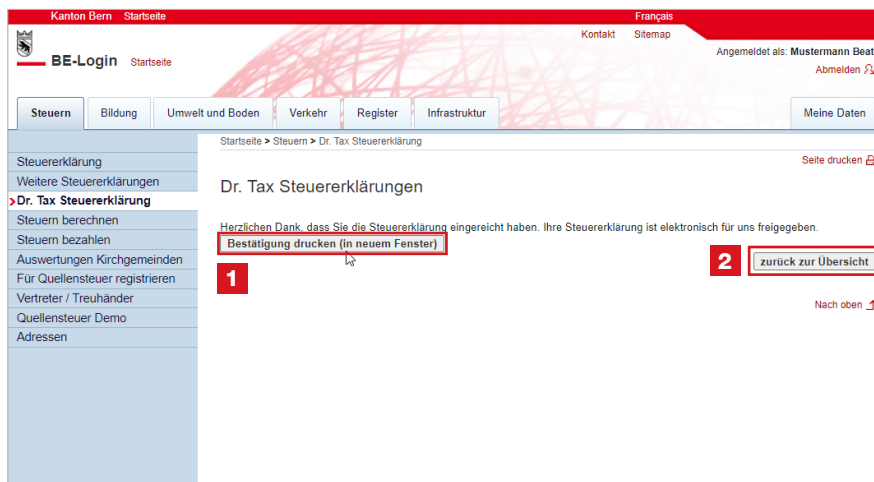 Kanton Bern Startseite Français
Kontakt Sitemap
BE-Login Startseite
Angemeldet als: Mustermann Beat
Abmelden
Steuern Bildung Umwelt und Boden Verkehr Register Infrastruktur Meine Daten
Startseite > Steuern > Dr. Tax Steuererklärung
Seite drucken
Steuererklärung
Weitere Steuererklärungen
Dr. Tax Steuererklärung
Steuern berechnen
Steuern bezahlen
Auswertungen Kirchgemeinden
Für Quellensteuer registrieren
Vertreter / Treuhänder
Quellensteuer Demo
Adressen
Dr. Tax Steuererklärungen
Herzlichen Dank, dass Sie die Steuererklärung eingereicht haben. Ihre Steuererklärung ist elektronisch für uns freigegeben.
Bestätigung drucken (in neuem Fenster)
1
2 zurück zur Übersicht
Nach oben